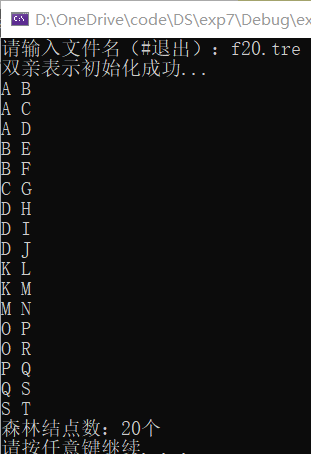 D:\OneDrive\code\DS\exp7\Debug\ex
请输入文件名（#退出）：f20.tre
双亲表示初始化成功...
A B
A C
A D
B E
B F
C G
D H
D I
D J
K L
K M
M N
O P
O R
P Q
Q S
S T
森林结点数：20个
请按任意键继续. . .